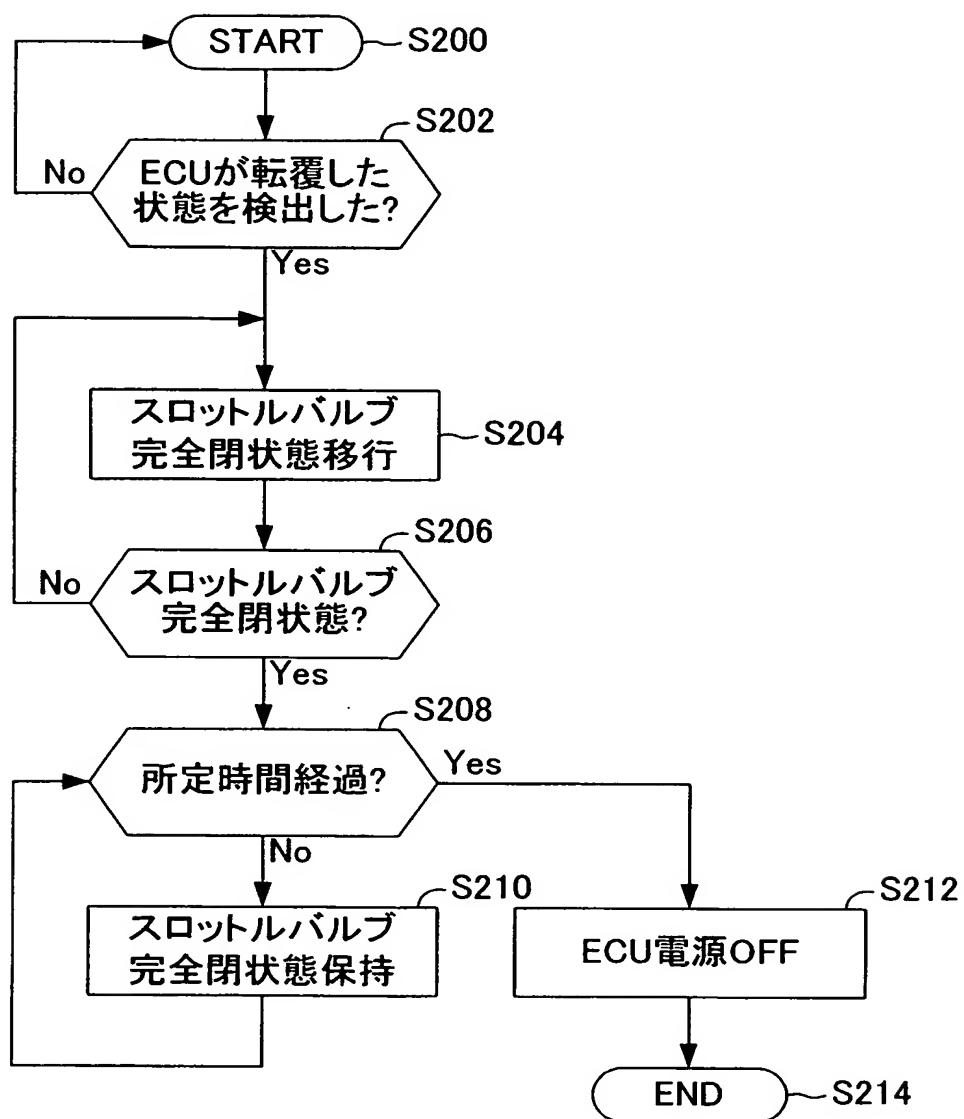 START
S200
S202
No
ECUが転覆した
状態を検出した?
Yes
スロットルバルブ
完全閉状態移行
S204
S206
No
スロットルバルブ
完全閉状態?
Yes
S208
所定時間経過?
Yes
No
S210
スロットルバルブ
完全閉状態保持
S212
ECU電源OFF
END
S214